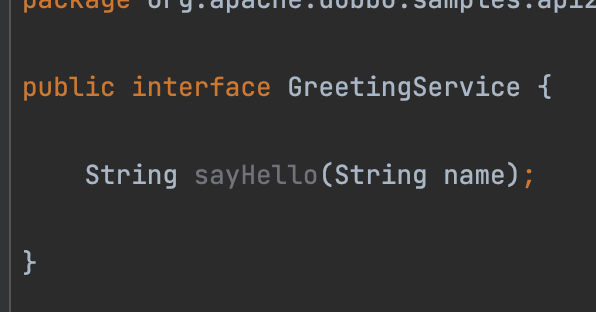 package org.apache.dubbo.samples.api
public interface GreetingService {
String sayHello(String name);
}